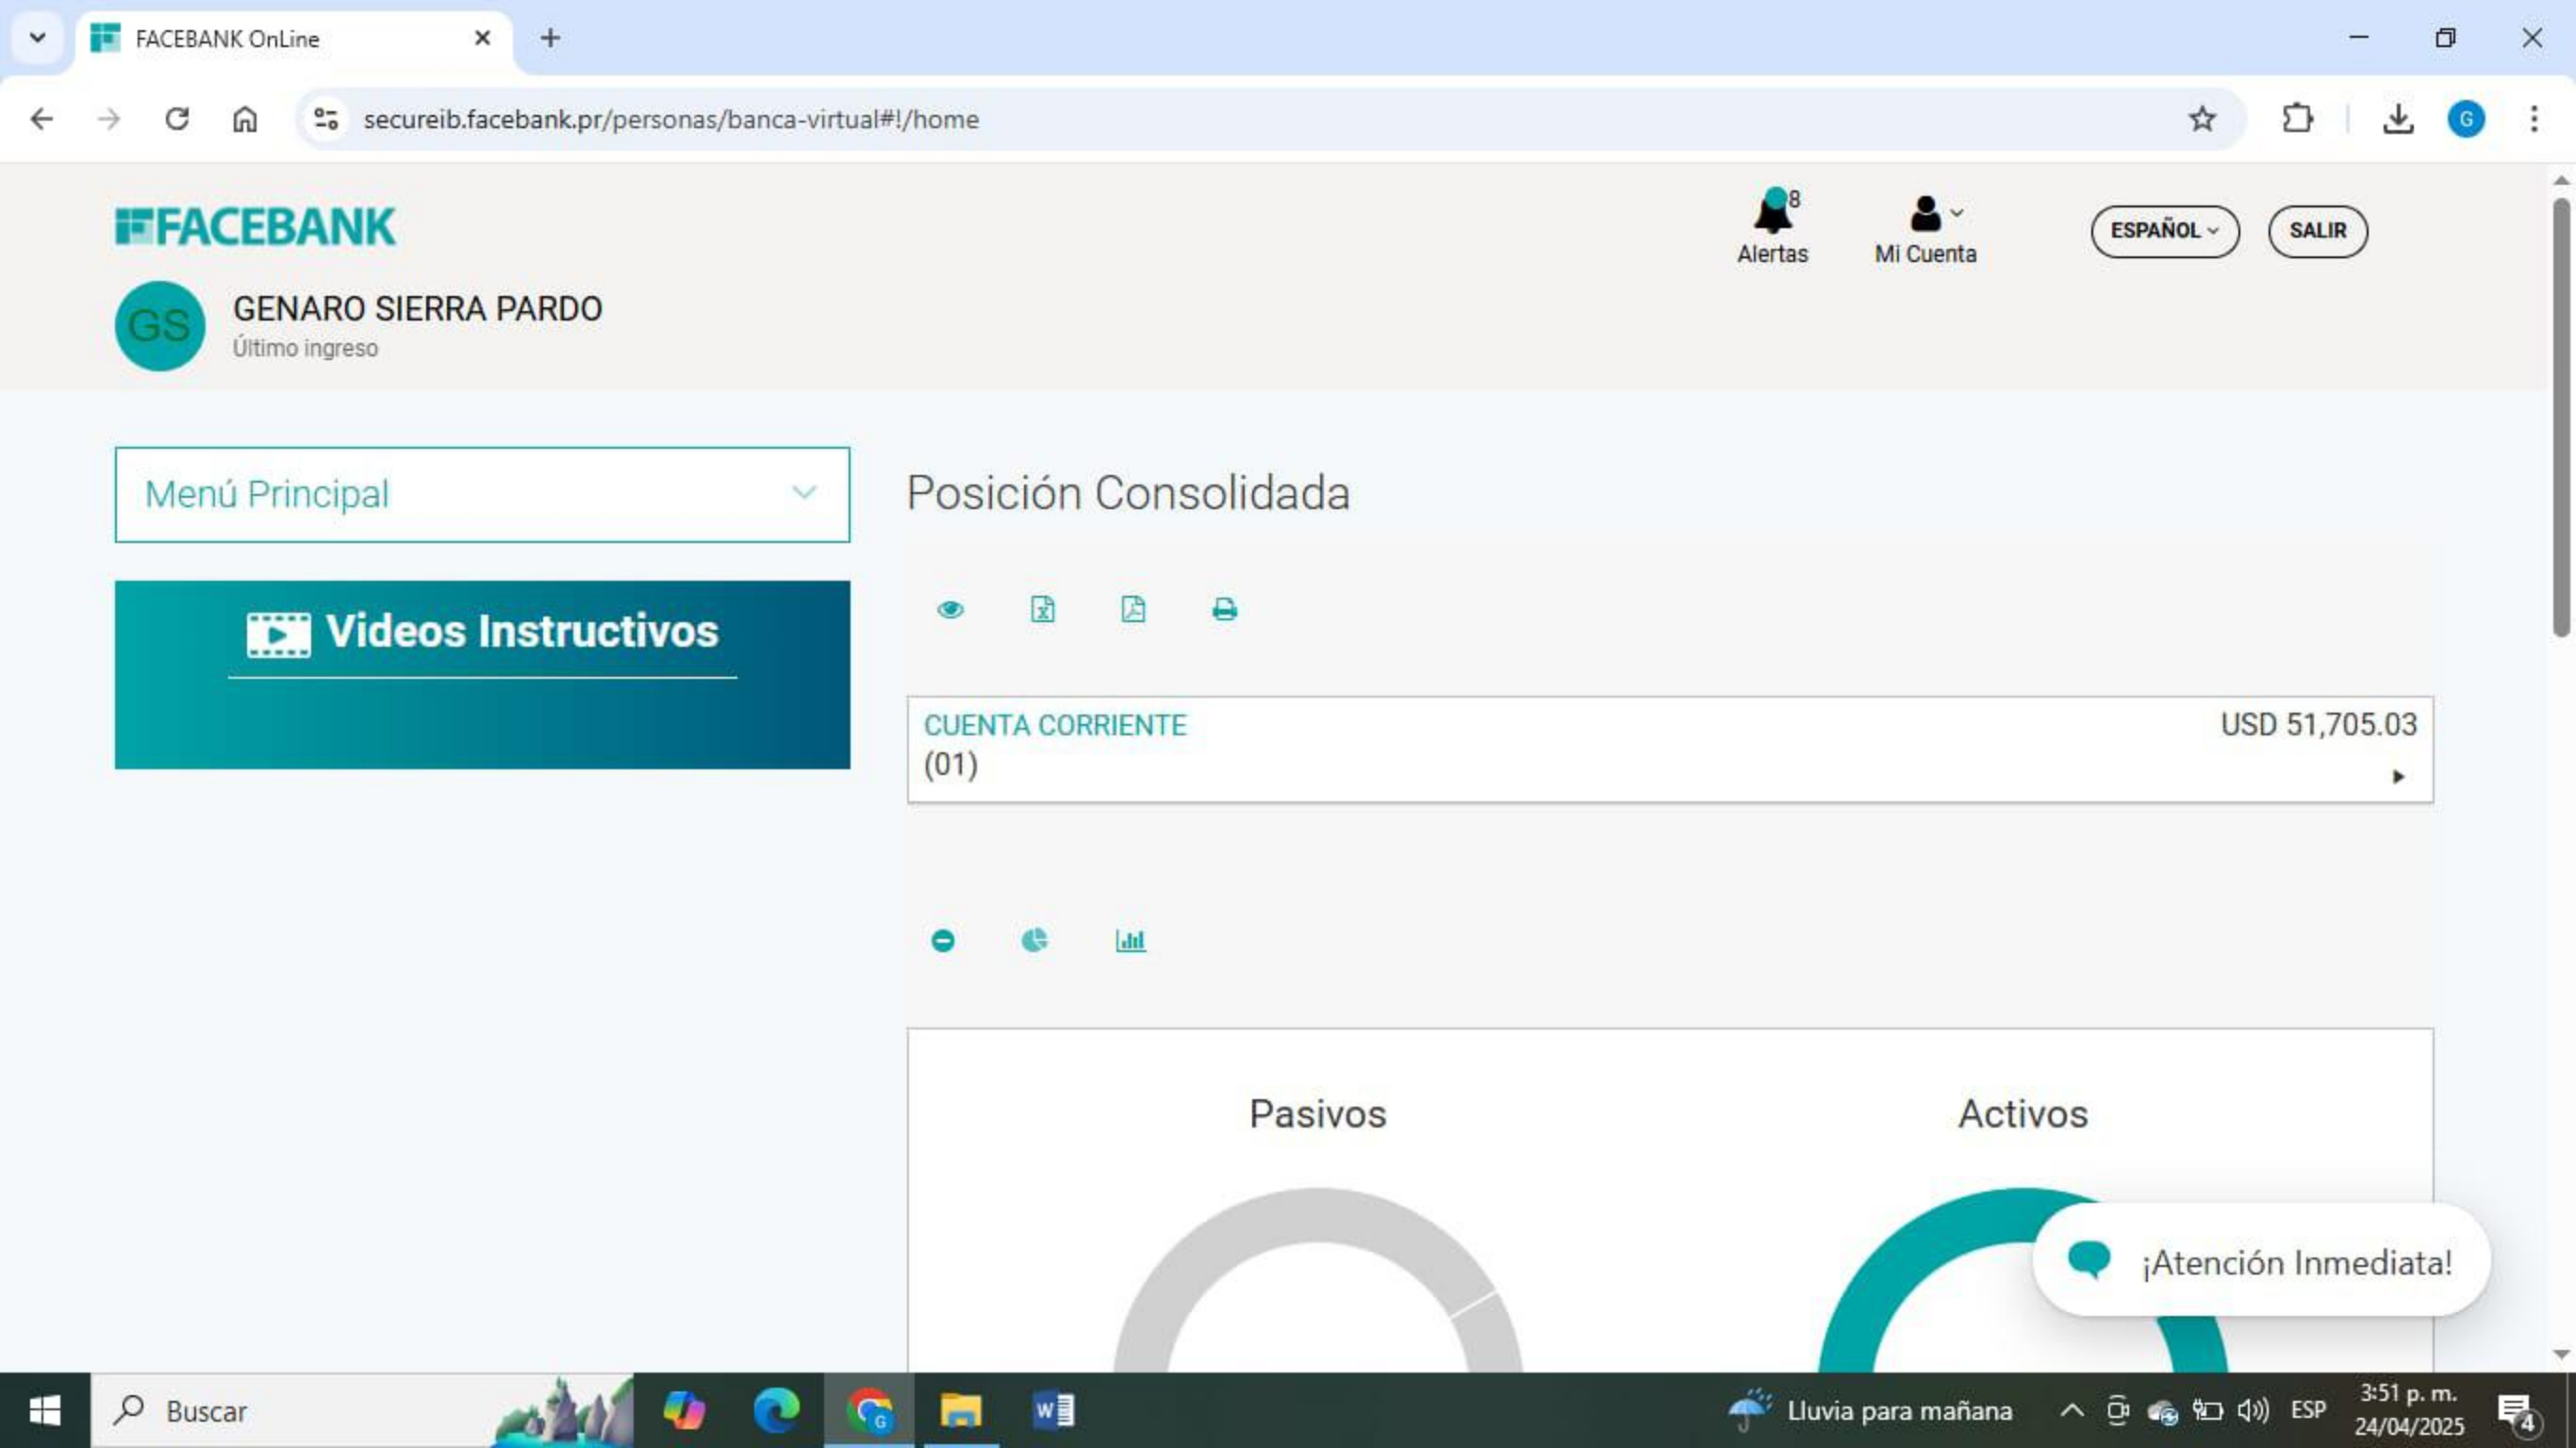 FACEBANK OnLine
secureib.facebank.pr/personas/banca-virtual#!/home
G
FACEBANK
8
Alertas
Mi Cuenta
ESPAÑOL
SALIR
GS
GENARO SIERRA PARDO
Último ingreso
Menú Principal
Videos Instructivos
Posición Consolidada
CUENTA CORRIENTE
USD 51,705.03
(01)
Pasivos
Activos
¡Atención Inmediata!
Buscar
G
W
Lluvia para mañana
ESP
3:51 p. m.
24/04/2025
4